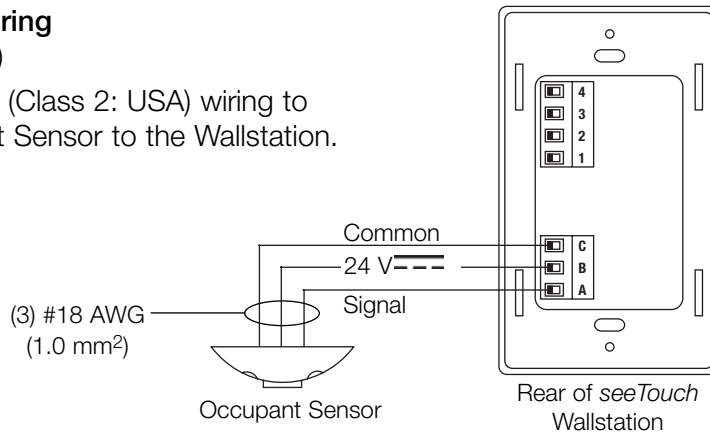 ring
)
(Class 2: USA) wiring to
t Sensor to the Wallstation.
4
3
2
1
Common
C
24 V
B
Signal
A
(3) #18 AWG
(1.0 mm²)
Occupant Sensor
Rear of seeTouch
Wallstation